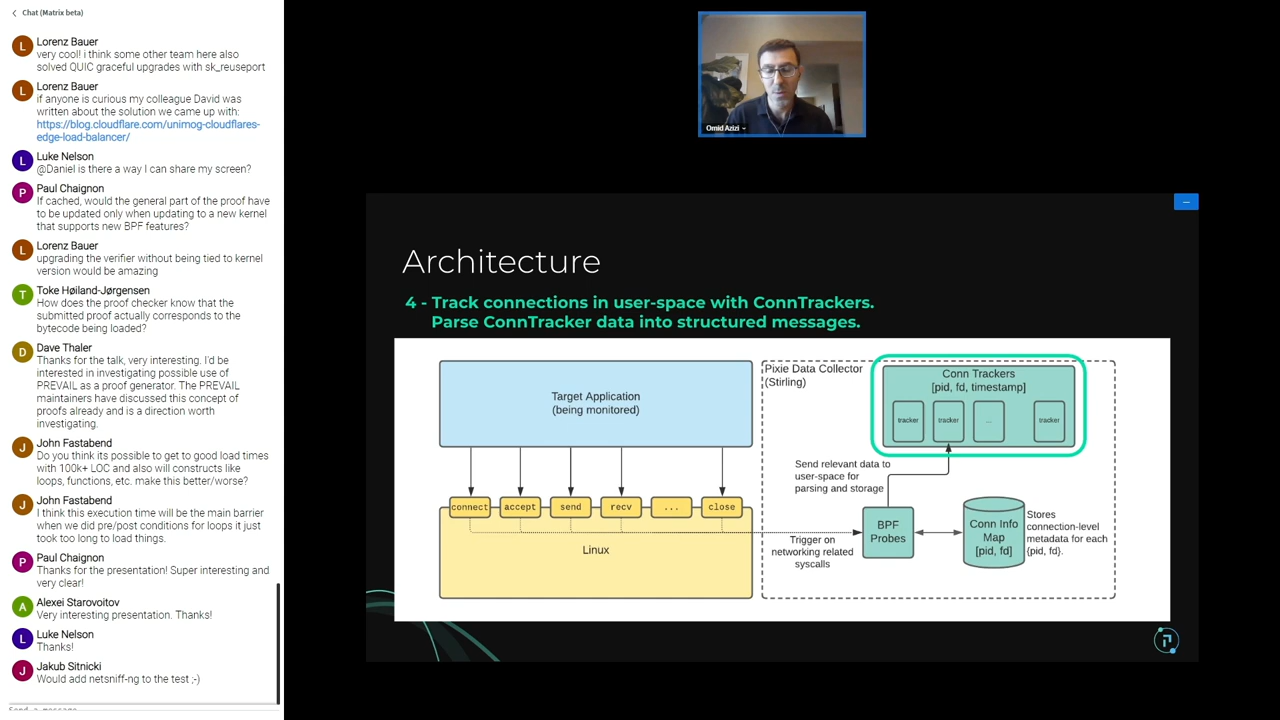 Chat (Matrix beta)
Lorenz Bauer
very cool! i think some other team here also
solved QUIC graceful upgrades with sk_reuseport
Lorenz Bauer
if anyone is curious my colleague David was
written about the solution we came up with:
https://blog.cloudflare.com/unimog-cloudflares-
edge-load-balancer/
Luke Nelson
@Daniel is there a way I can share my screen?
Paul Chaignon
If cached, would the general part of the proof have
to be updated only when updating to a new kernel
that supports new BPF features?
Lorenz Bauer
upgrading the verifier without being tied to kernel
version would be amazing
Toke Høiland-Jørgensen
How does the proof checker know that the
submitted proof actually corresponds to the
bytecode being loaded?
Dave Thaler
Thanks for the talk, very interesting. I'd be
interested in investigating possible use of
PREVAIL as a proof generator. The PREVAIL
maintainers have discussed this concept of
proofs already and is a direction worth
investigating.
John Fastabend
Do you think its possible to get to good load times
with 100k+ LOC and also will constructs like
loops, functions, etc. make this better/worse?
John Fastabend
I think this execution time will be the main barrier
when we did pre/post conditions for loops it just
took too long to load things.
Paul Chaignon
Thanks for the presentation! Super interesting and
very clear!
Alexei Starovoitov
Very interesting presentation. Thanks!
Luke Nelson
Thanks!
Jakub Sitnicki
Would add netsniff-ng to the test ;-)
Send a message
L
L
L
P
L
T
D
J
J
P
A
L
J
Omid Azizi
Architecture
4 - Track connections in user-space with ConnTrackers.
Parse ConnTracker data into structured messages.
Target Application
(being monitored)
connect
accept
send
recv
...
close
Linux
Pixie Data Collector
(Stirling)
Conn Trackers
[pid, fd, timestamp]
tracker
tracker
...
tracker
Send relevant data to
user-space for
parsing and storage
Trigger on
networking related
syscalls
BPF
Probes
Conn Info
Map
[pid, fd]
Stores
connection-level
metadata for each
{pid, fd}.